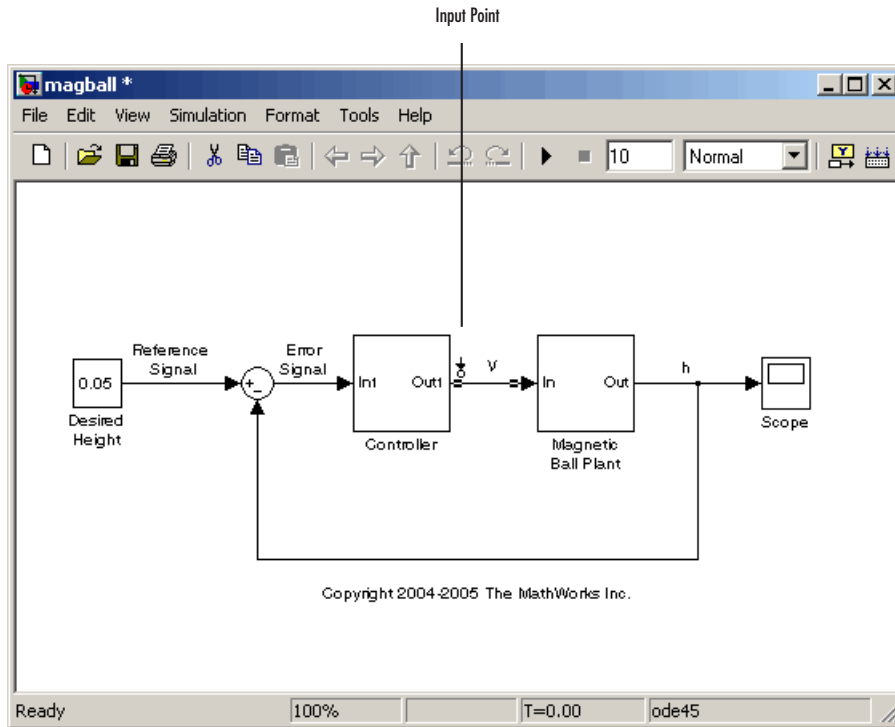 Input Point
magball *
File Edit View Simulation Format Tools Help
10 Normal
Reference
Signal
Error
Signal
V
h
0.05
+
-
In1 Out1
In Out
Desired
Height
Controller
Magnetic
Ball Plant
Scope
Copyright 2004-2005 The MathWorks Inc.
Ready 100% T=0.00 ode45